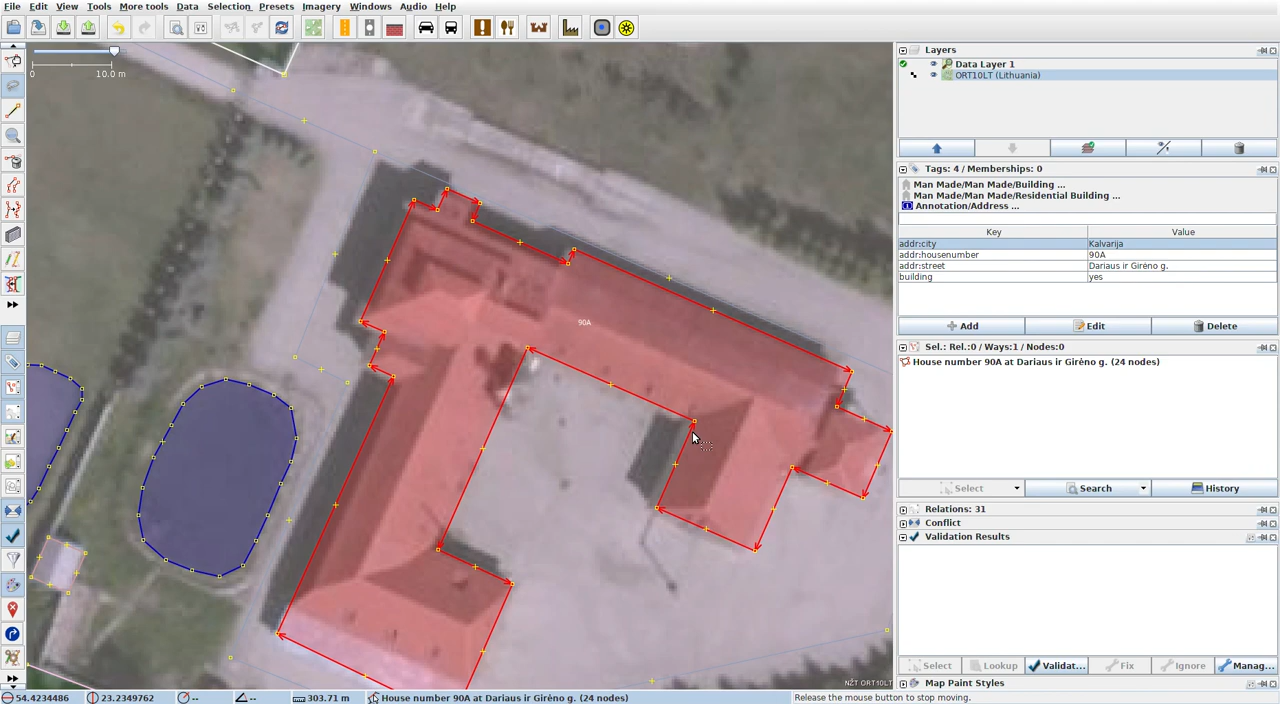 File Edit View Tools More tools Data Selection Presets Imagery Windows Audio Help
0 10.0 m
90A
NŽT ORT10LT
Layers
Data Layer 1
ORT10LT (Lithuania)
Tags: 4 / Memberships: 0
Man Made/Man Made/Building ...
Man Made/Man Made/Residential Building ...
Annotation/Address ...
Key Value
addr:city Kalvarija
addr:housenumber 90A
addr:street Dariaus ir Girėno g.
building yes
Add Edit Delete
Sel.: Rel.:0 / Ways:1 / Nodes:0
House number 90A at Dariaus ir Girėno g. (24 nodes)
Select Search History
Relations: 31
Conflict
Validation Results
Select Lookup Validat... Fix Ignore Manag...
Map Paint Styles
54.4234486 23.2349762 -- -- 303.71 m House number 90A at Dariaus ir Girėno g. (24 nodes) Release the mouse button to stop moving.